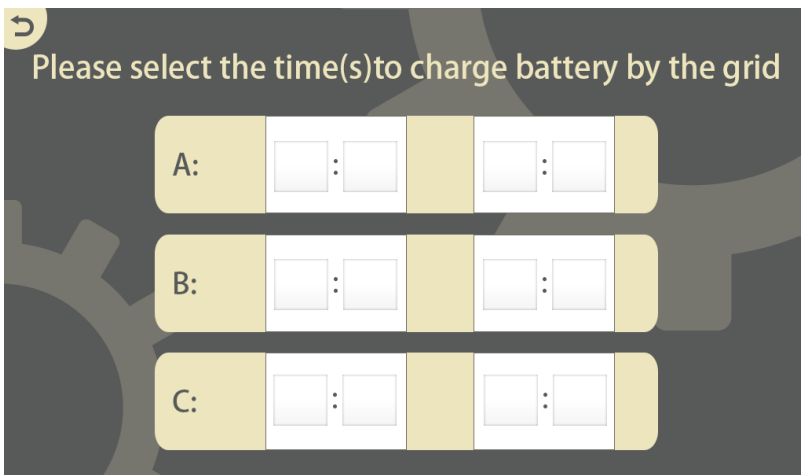 Please select the time(s)to charge battery by the grid
A: : :
B: : :
C: : :